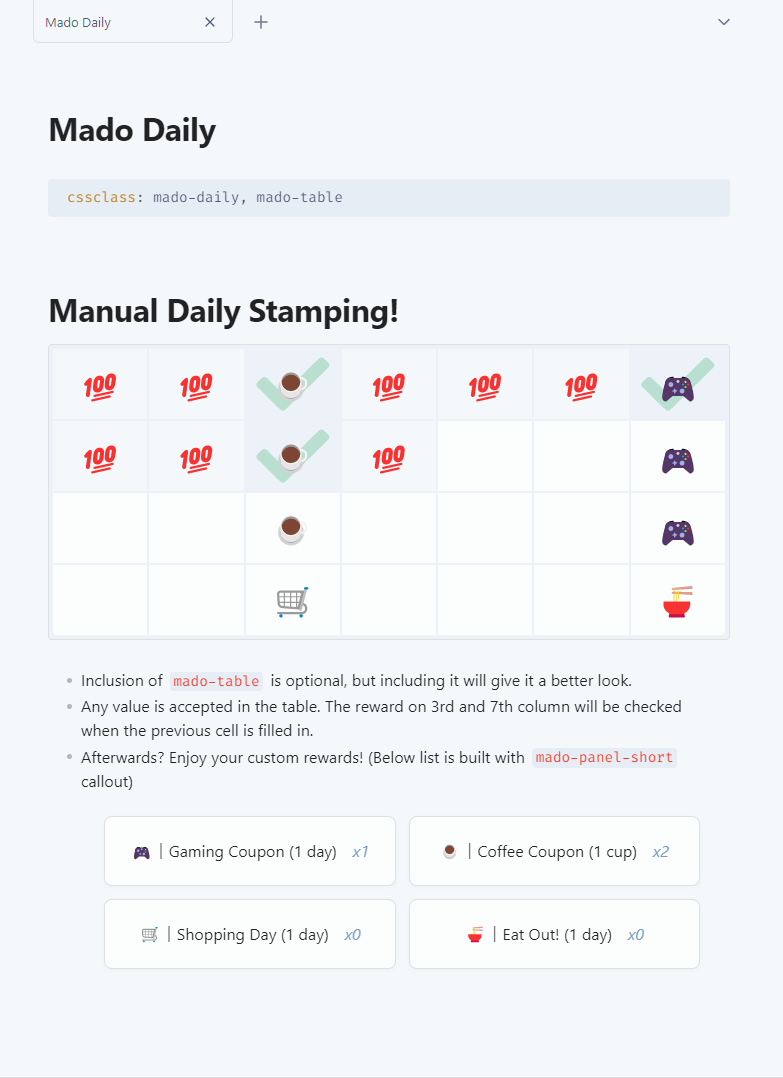 Mado Daily
Mado Daily
cssclass: mado-daily, mado-table
Manual Daily Stamping!
💯 💯 ☕ 💯 💯 💯 🎮
💯 💯 ☕ 💯 🎮
☕ 🎮
🛒 🍜
Inclusion of mado-table is optional, but including it will give it a better look.
Any value is accepted in the table. The reward on 3rd and 7th column will be checked
when the previous cell is filled in.
Afterwards? Enjoy your custom rewards! (Below list is built with mado-panel-short
callout)
🎮 | Gaming Coupon (1 day) x1
☕ | Coffee Coupon (1 cup) x2
🛒 | Shopping Day (1 day) x0
🍜 | Eat Out! (1 day) x0